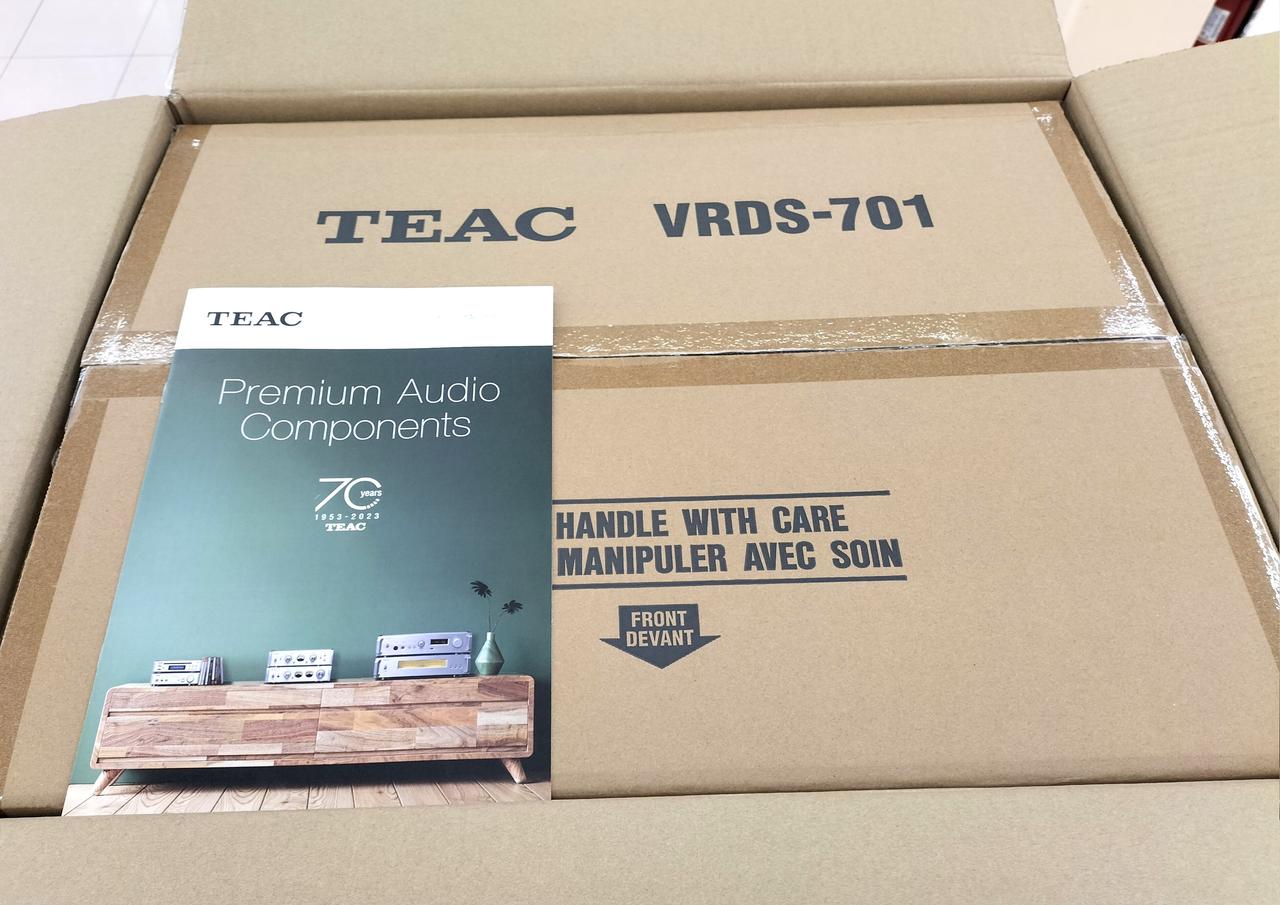 TEAC VRDS-701
TEAC
Premium Audio
Components
70 years
1953-2023
TEAC
HANDLE WITH CARE
MANIPULER AVEC SOIN
FRONT
DEVANT